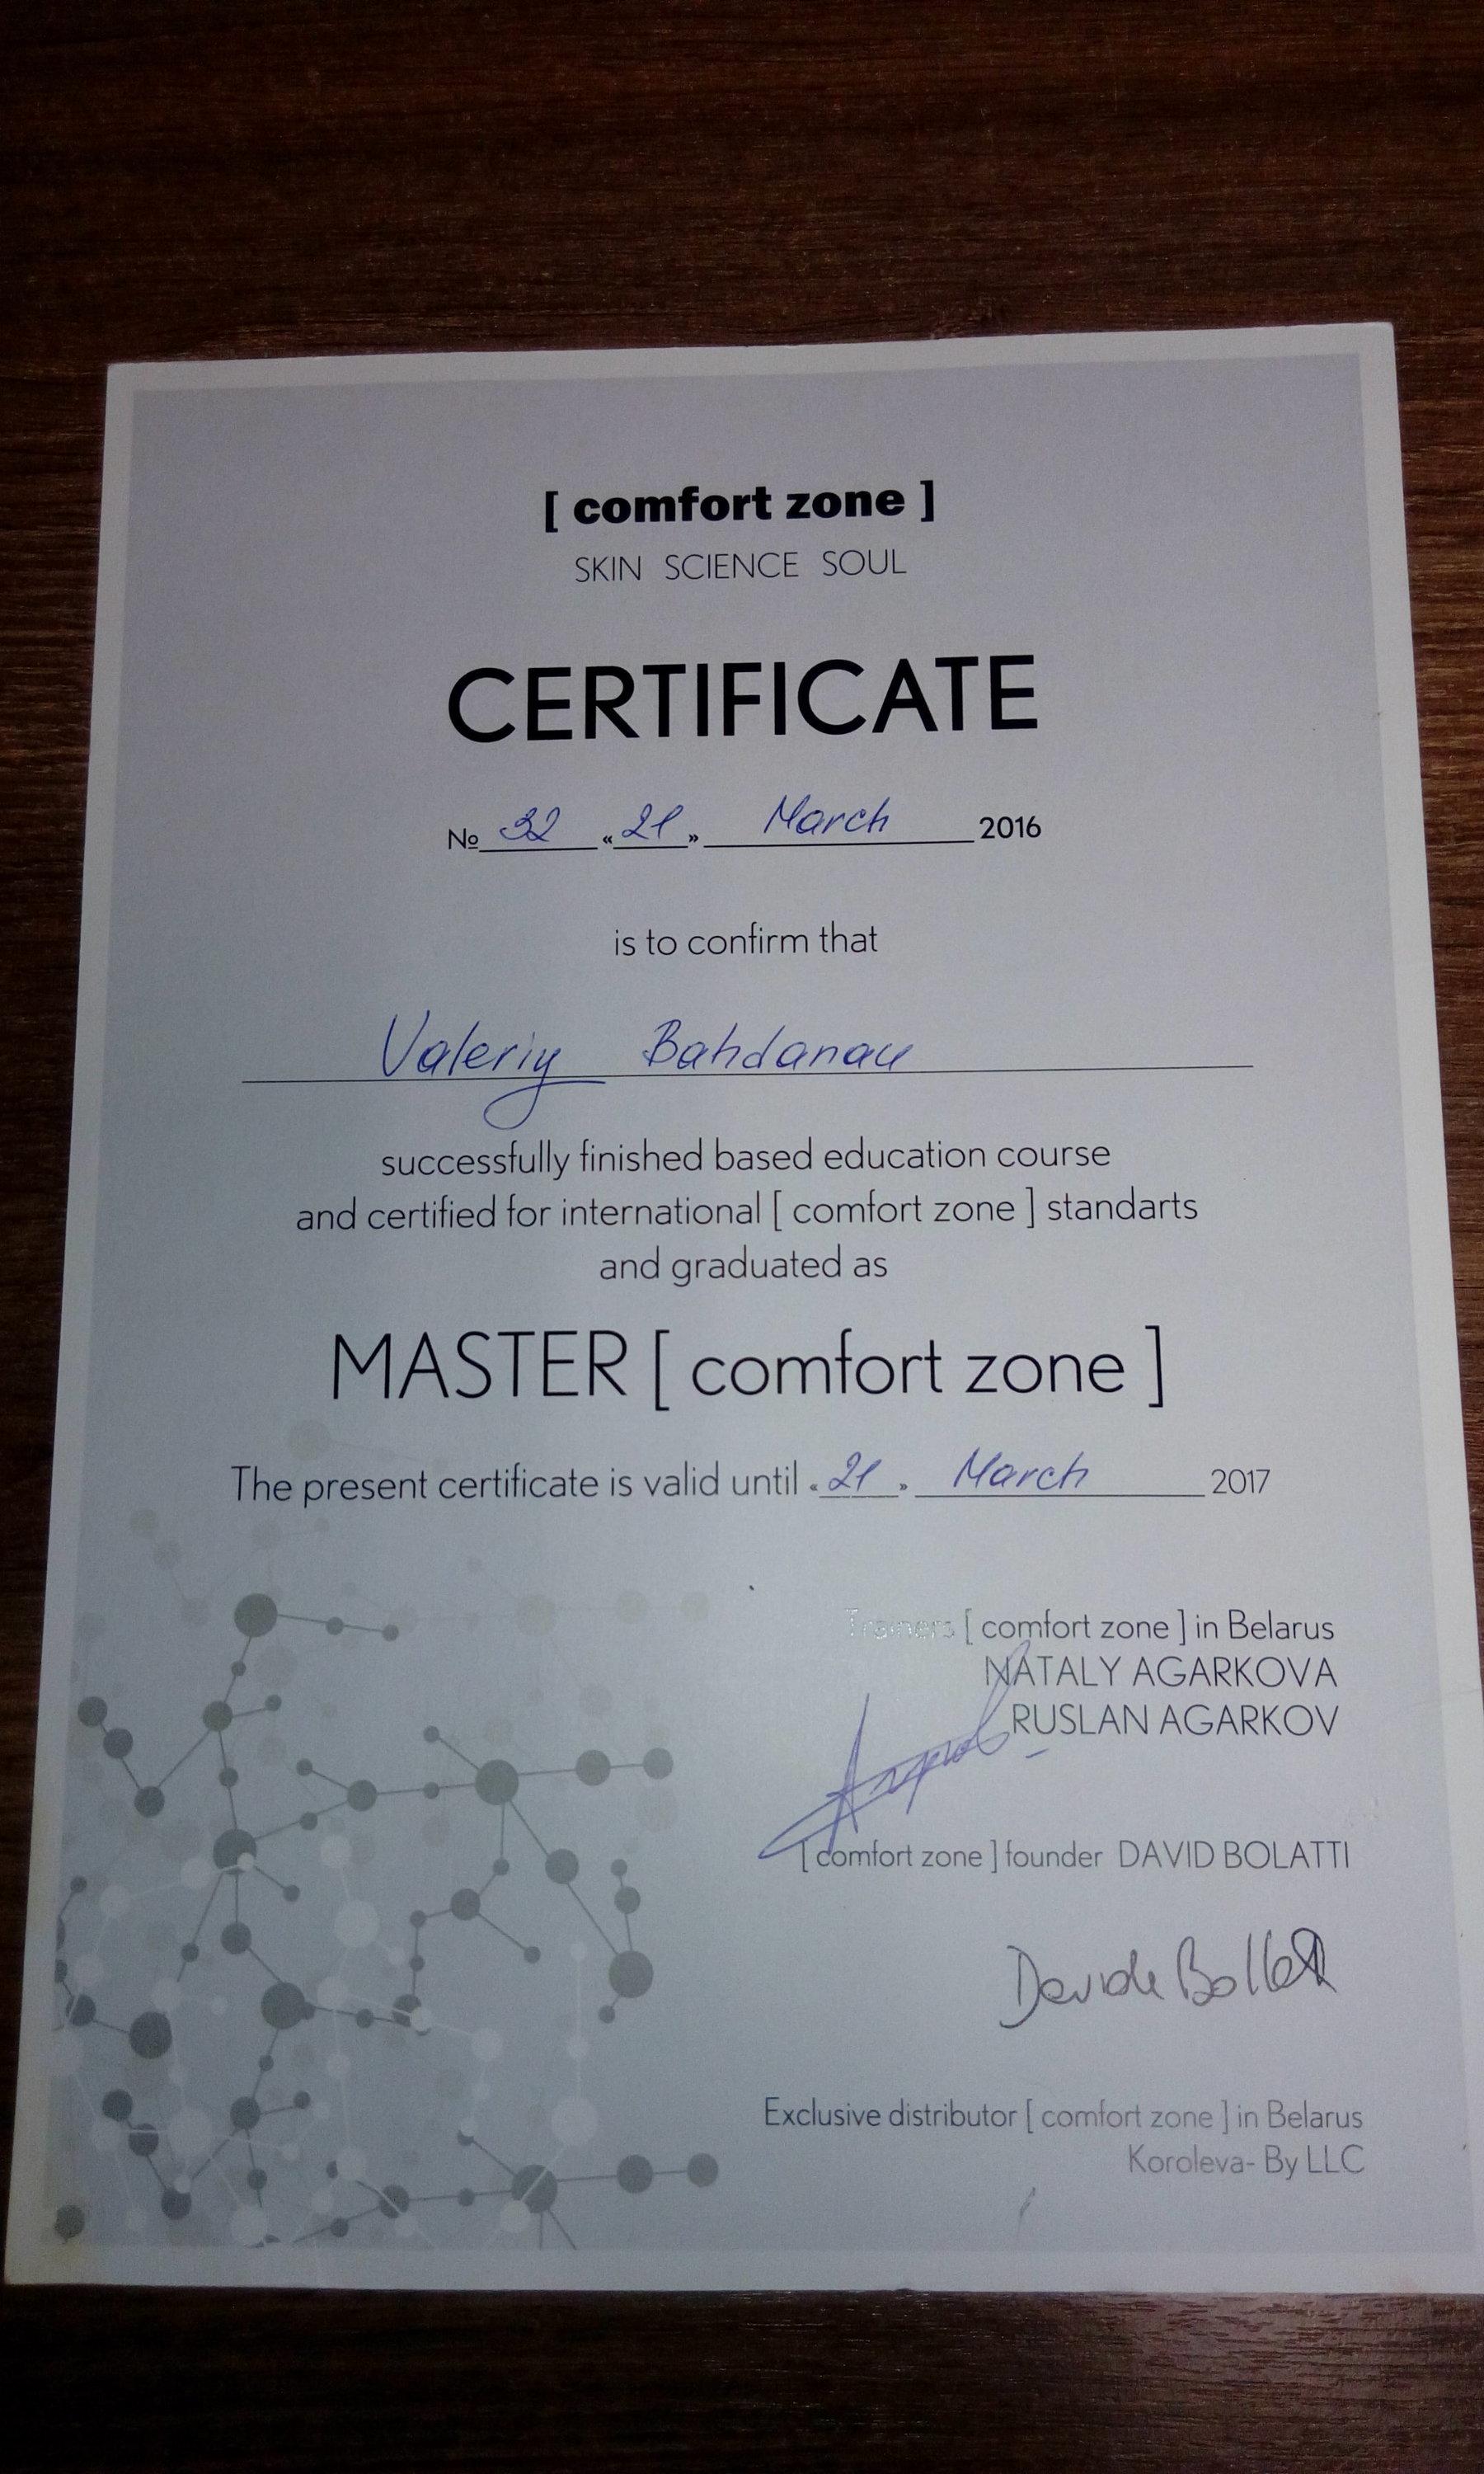 [ comfort zone ]
SKIN SCIENCE SOUL
CERTIFICATE
№ 32 «21» March 2016
is to confirm that
Valeriy Bahdanau
successfully finished based education course
and certified for international [ comfort zone ] standarts
and graduated as
MASTER [ comfort zone ]
The present certificate is valid until «21» March 2017
Trainers [ comfort zone ] in Belarus
NATALY AGARKOVA
RUSLAN AGARKOV
[ comfort zone ] founder DAVID BOLATTI
Davide
Exclusive distributor [ comfort zone ] in Belarus
Koroleva- By LLC